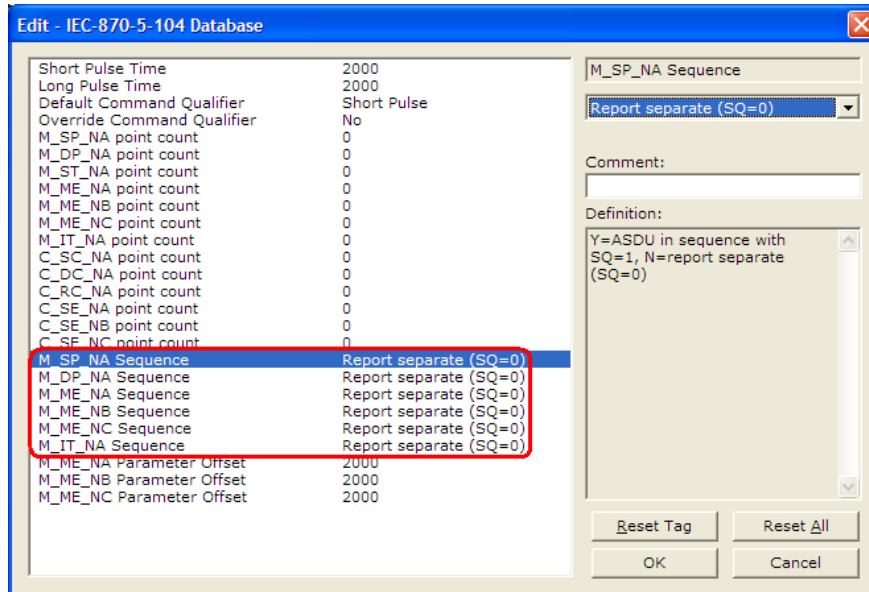 Edit - IEC-870-5-104 Database
Short Pulse Time 2000
Long Pulse Time 2000
Default Command Qualifier Short Pulse
Override Command Qualifier No
M_SP_NA point count 0
M_DP_NA point count 0
M_ST_NA point count 0
M_ME_NA point count 0
M_ME_NB point count 0
M_ME_NC point count 0
M_IT_NA point count 0
C_SC_NA point count 0
C_DC_NA point count 0
C_RC_NA point count 0
C_SE_NA point count 0
C_SE_NB point count 0
C_SE_NC point count 0
M_SP_NA Sequence Report separate (SQ=0)
M_DP_NA Sequence Report separate (SQ=0)
M_ME_NA Sequence Report separate (SQ=0)
M_ME_NB Sequence Report separate (SQ=0)
M_ME_NC Sequence Report separate (SQ=0)
M_IT_NA Sequence Report separate (SQ=0)
M_ME_NA Parameter Offset 2000
M_ME_NB Parameter Offset 2000
M_ME_NC Parameter Offset 2000
M_SP_NA Sequence
Report separate (SQ=0)
Comment:
Definition:
Y=ASDU in sequence with
SQ=1, N=report separate
(SQ=0)
Reset Tag Reset All
OK Cancel